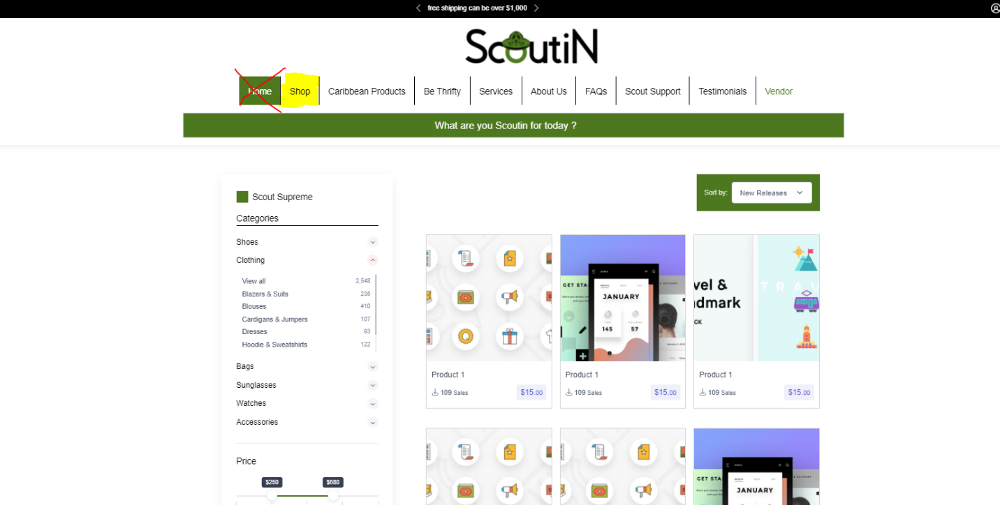 free shipping can be over $1,000
ScoutiN
Home Shop Caribbean Products Be Thrifty Services About Us FAQs Scout Support Testimonials Vendor
What are you Scoutin for today ?
Scout Supreme
Categories
Shoes
Clothing
View all 2,548
Blazers & Suits 235
Blouses 410
Cardigans & Jumpers 107
Dresses 93
Hoodie & Sweatshirts 122
Bags
Sunglasses
Watches
Accessories
Price
$250 $680
Sort by: New Releases
GET STA
JANUARY
145 57
January 1,
vel &
dmark
CK
TRAV
Product 1
109 Sales $15.00
Product 1
109 Sales $15.00
Product 1
109 Sales $15.00
GET STA
JANUARY